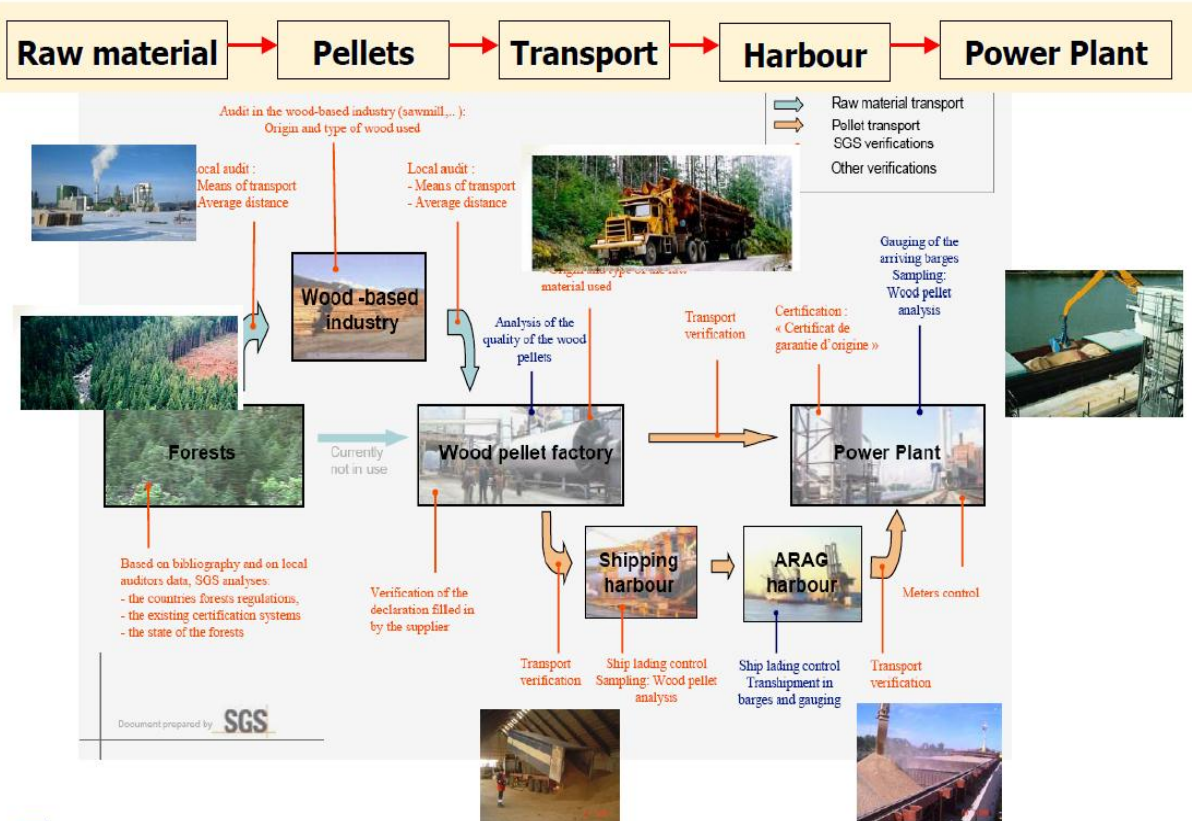 Raw material
Pellets
Transport
Harbour
Power Plant
Audit in the wood-based industry (sawmill,.. ):
Origin and type of wood used
Raw material transport
Pellet transport
SGS verifications
Other verifications
ocal audit :
Means of transport
Average distance
Local audit :
- Means of transport
- Average distance
Wood -based
industry
Analysis of the
quality of the wood
pellets
material used
Transport
verification
Certification :
« Certificat de
garantie d'origine »
Gauging of the
arriving barges
Sampling:
Wood pellet
analysis
Forests
Currently
not in use
Wood pellet factory
Power Plant
Shipping
harbour
ARAG
harbour
Based on bibliography and on local
auditors data, SGS analyses:
- the countries forests regulations,
- the existing certification systems
- the state of the forests
Verification of the
declaration filled in
by the supplier
Meters control
Transport
verification
Ship lading control
Sampling: Wood pellet
analysis
Ship lading control
Transhipment in
barges and gauging
Transport
verification
Document prepared by SGS